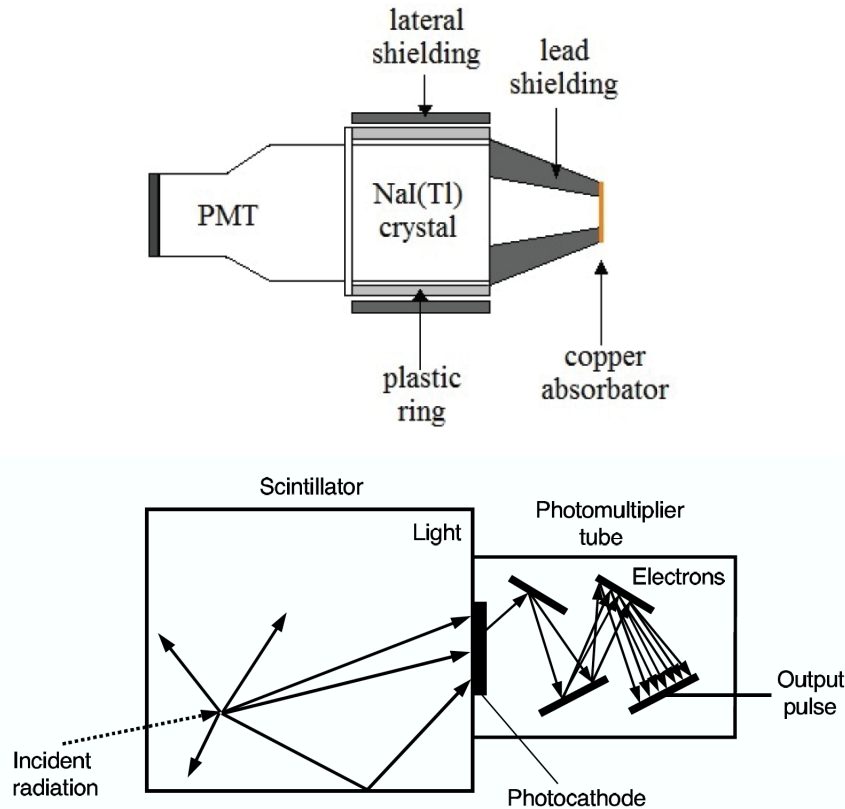 lateral
shielding
lead
shielding
PMT
NaI(Tl)
crystal
plastic
ring
copper
absorbator
Scintillator
Light
Photomultiplier
tube
Electrons
Output
pulse
Incident
radiation
Photocathode